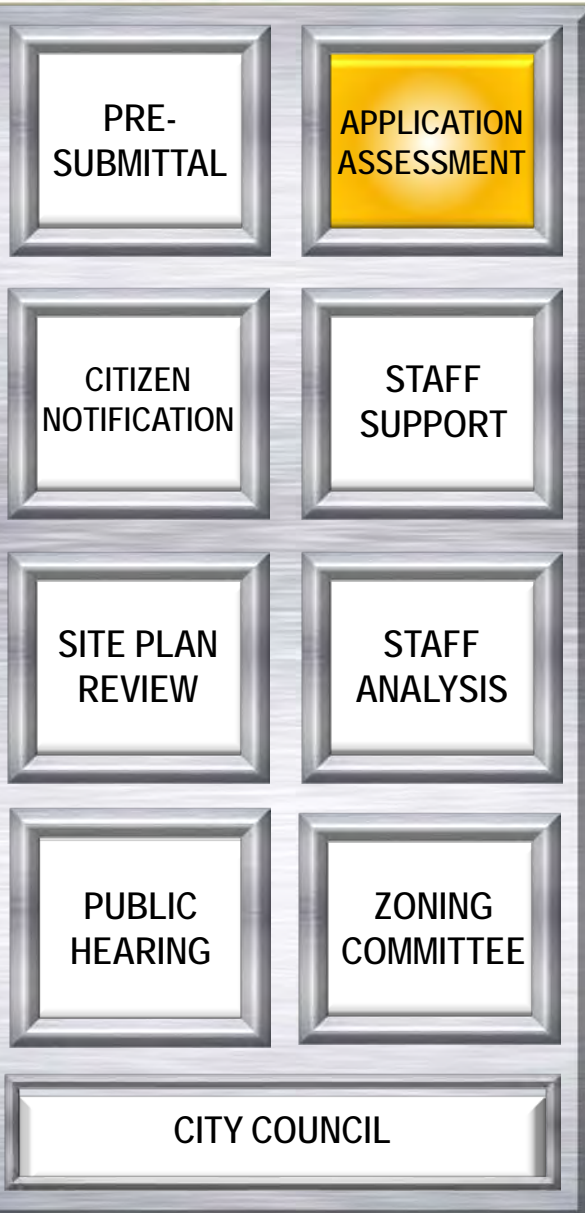 PRE-
SUBMITTAL
APPLICATION
ASSESSMENT
CITIZEN
NOTIFICATION
STAFF
SUPPORT
SITE PLAN
REVIEW
STAFF
ANALYSIS
PUBLIC
HEARING
ZONING
COMMITTEE
CITY COUNCIL